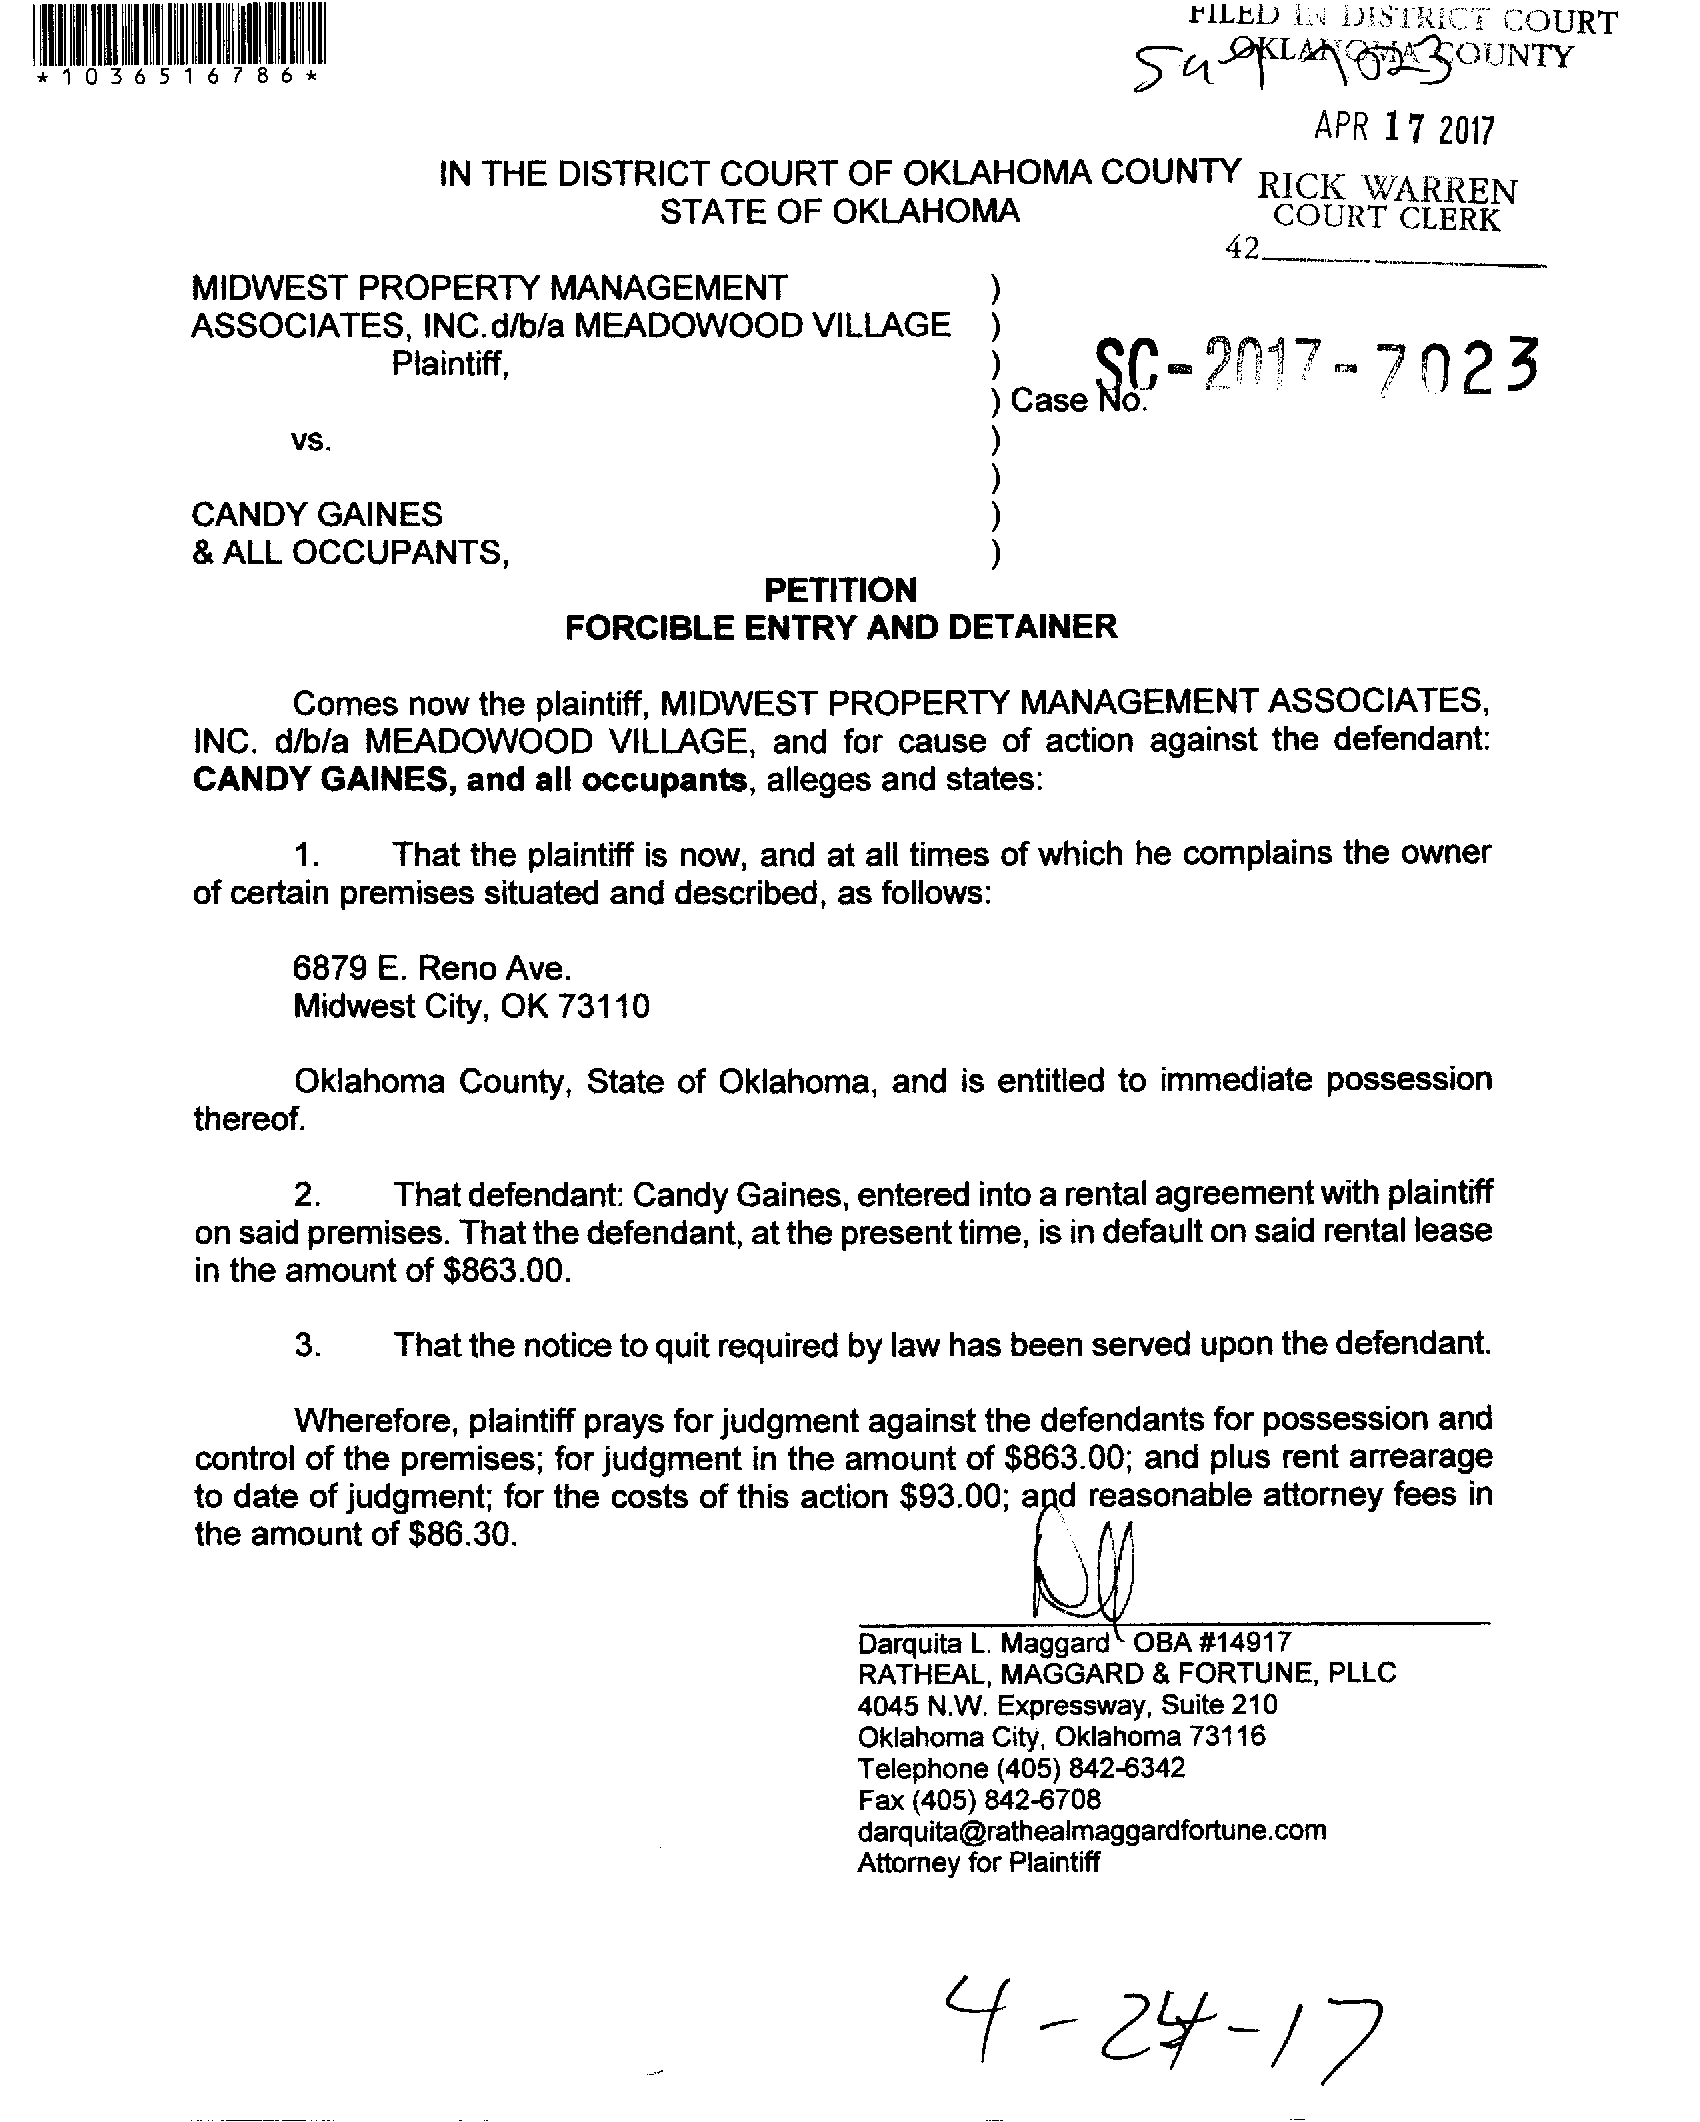 *1036516786*
FILED IN DISTRICT COURT
OKLAHOMA COUNTY
APR 17 2017
RICK WARREN
COURT CLERK
42
IN THE DISTRICT COURT OF OKLAHOMA COUNTY
STATE OF OKLAHOMA
MIDWEST PROPERTY MANAGEMENT )
ASSOCIATES, INC.d/b/a MEADOWOOD VILLAGE )
Plaintiff, )
SC-2017-7023
) Case No.
vs. )
)
CANDY GAINES )
& ALL OCCUPANTS, )
PETITION
FORCIBLE ENTRY AND DETAINER
Comes now the plaintiff, MIDWEST PROPERTY MANAGEMENT ASSOCIATES,
INC. d/b/a MEADOWOOD VILLAGE, and for cause of action against the defendant:
CANDY GAINES, and all occupants, alleges and states:
1. That the plaintiff is now, and at all times of which he complains the owner
of certain premises situated and described, as follows:
6879 E. Reno Ave.
Midwest City, OK 73110
Oklahoma County, State of Oklahoma, and is entitled to immediate possession
thereof.
2. That defendant: Candy Gaines, entered into a rental agreement with plaintiff
on said premises. That the defendant, at the present time, is in default on said rental lease
in the amount of $863.00.
3. That the notice to quit required by law has been served upon the defendant.
Wherefore, plaintiff prays for judgment against the defendants for possession and
control of the premises; for judgment in the amount of $863.00; and plus rent arrearage
to date of judgment; for the costs of this action $93.00; and reasonable attorney fees in
the amount of $86.30.
Darquita L. Maggard OBA #14917
RATHEAL, MAGGARD & FORTUNE, PLLC
4045 N.W. Expressway, Suite 210
Oklahoma City, Oklahoma 73116
Telephone (405) 842-6342
Fax (405) 842-6708
darquita@rathealmaggardfortune.com
Attorney for Plaintiff
4-24-17